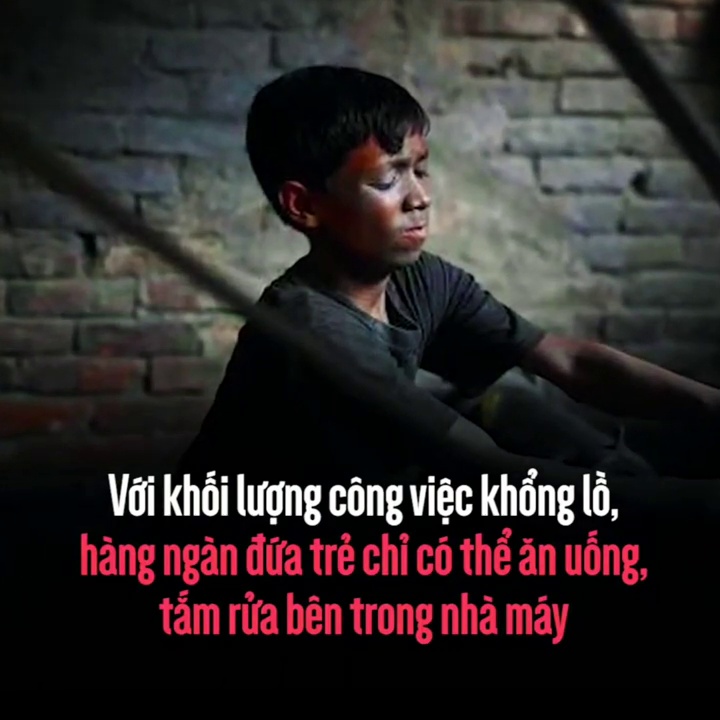 Với khối lượng công việc khổng lồ,
hàng ngàn đứa trẻ chỉ có thể ăn uống,
tắm rửa bên trong nhà máy